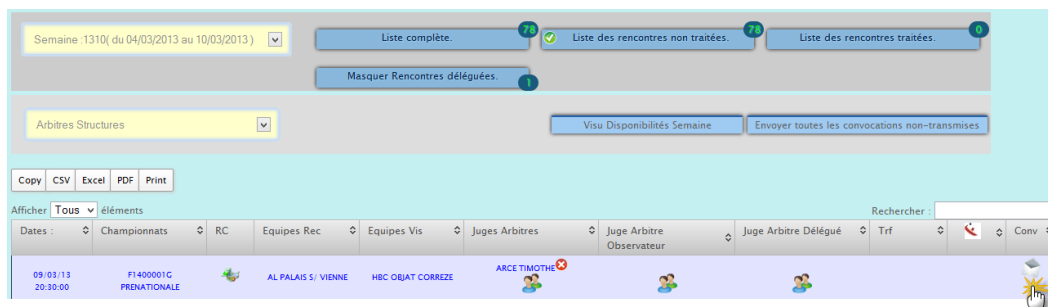 Semaine :1310( du 04/03/2013 au 10/03/2013 )
Liste complète. 78
Liste des rencontres non traitées. 78
Liste des rencontres traitées. 0
Masquer Rencontres déléguées. 1
Arbitres Structures
Visu Disponibilités Semaine
Envoyer toutes les convocations non-transmises
Copy CSV Excel PDF Print
Afficher Tous éléments
Rechercher :
Dates : Championnats RC Equipes Rec Equipes Vis Juges Arbitres Juge Arbitre Juge Arbitre Délégué Trf Conv
Observateur
ARCE TIMOTHE
09/03/13 F1400001G AL PALAIS S/ VIENNE HBC OBJAT CORREZE
20:30:00 PRENATIONALE